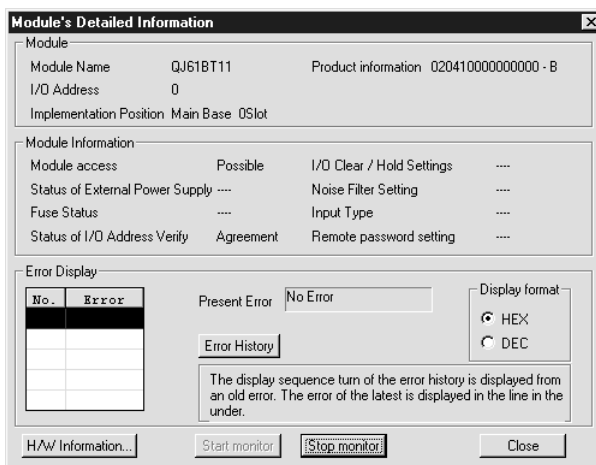 Module's Detailed Information
Module
Module Name QJ61BT11 Product information 020410000000000 - B
I/O Address 0
Implementation Position Main Base 0Slot
Module Information
Module access Possible I/O Clear / Hold Settings ----
Status of External Power Supply ---- Noise Filter Setting ----
Fuse Status ---- Input Type ----
Status of I/O Address Verify Agreement Remote password setting ----
Error Display
No. Error
Present Error No Error
Display format
HEX
DEC
Error History
The display sequence turn of the error history is displayed from
an old error. The error of the latest is displayed in the line in the
under.
H/W Information... Start monitor Stop monitor Close